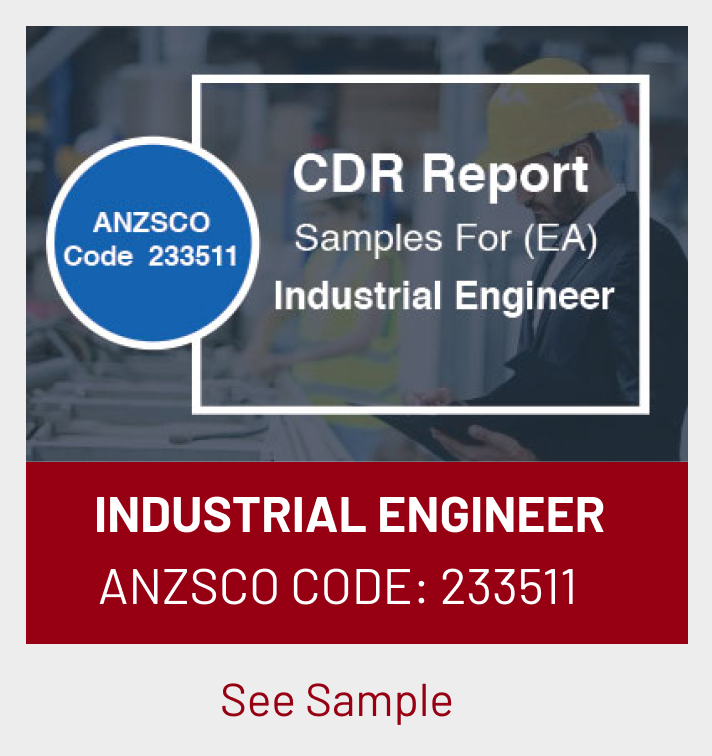 ANZSCO
Code 233511
CDR Report
Samples For (EA)
Industrial Engineer
INDUSTRIAL ENGINEER
ANZSCO CODE: 233511
See Sample